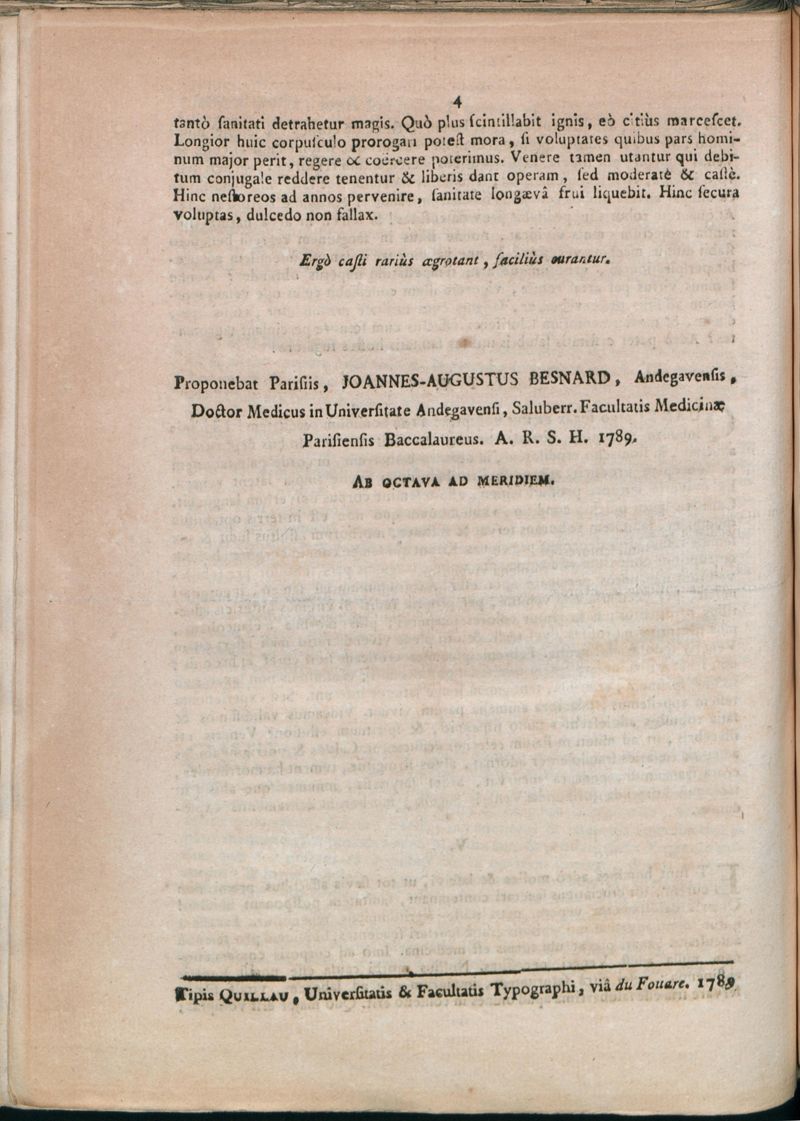 4
tantò ſanitati detrahetur magis. Quò plus ſcintillabit ignis, eò citiùs marceſcet.
Longior huic corpuſculo prorogari poteſt mora, ſi voluptates quibus pars homi-
num major perit, regere & coërcere poterimus. Venere tamen utantur qui debi-
tum conjugale reddere tenentur & liberis dant operam, ſed moderatè & caſtè.
Hinc neſtoreos ad annos pervenire, ſanitate longævâ frui liquebit. Hinc ſecura
voluptas, dulcedo non fallax.
Ergò caſti rariùs ægrotant, faciliùs curantur.
Proponebat Pariſiis, JOANNES-AUGUSTUS BESNARD, Andegavenſis,
Doctor Medicus in Univerſitate Andegavenſi, Saluberr. Facultatis Medicinæ
Pariſienſis Baccalaureus. A. R. S. H. 1789.
AB OCTAVA AD MERIDIEM.
Tipis QUILLAU, Univerſitatis & Facultatis Typographi, viâ du Fouare. 1789